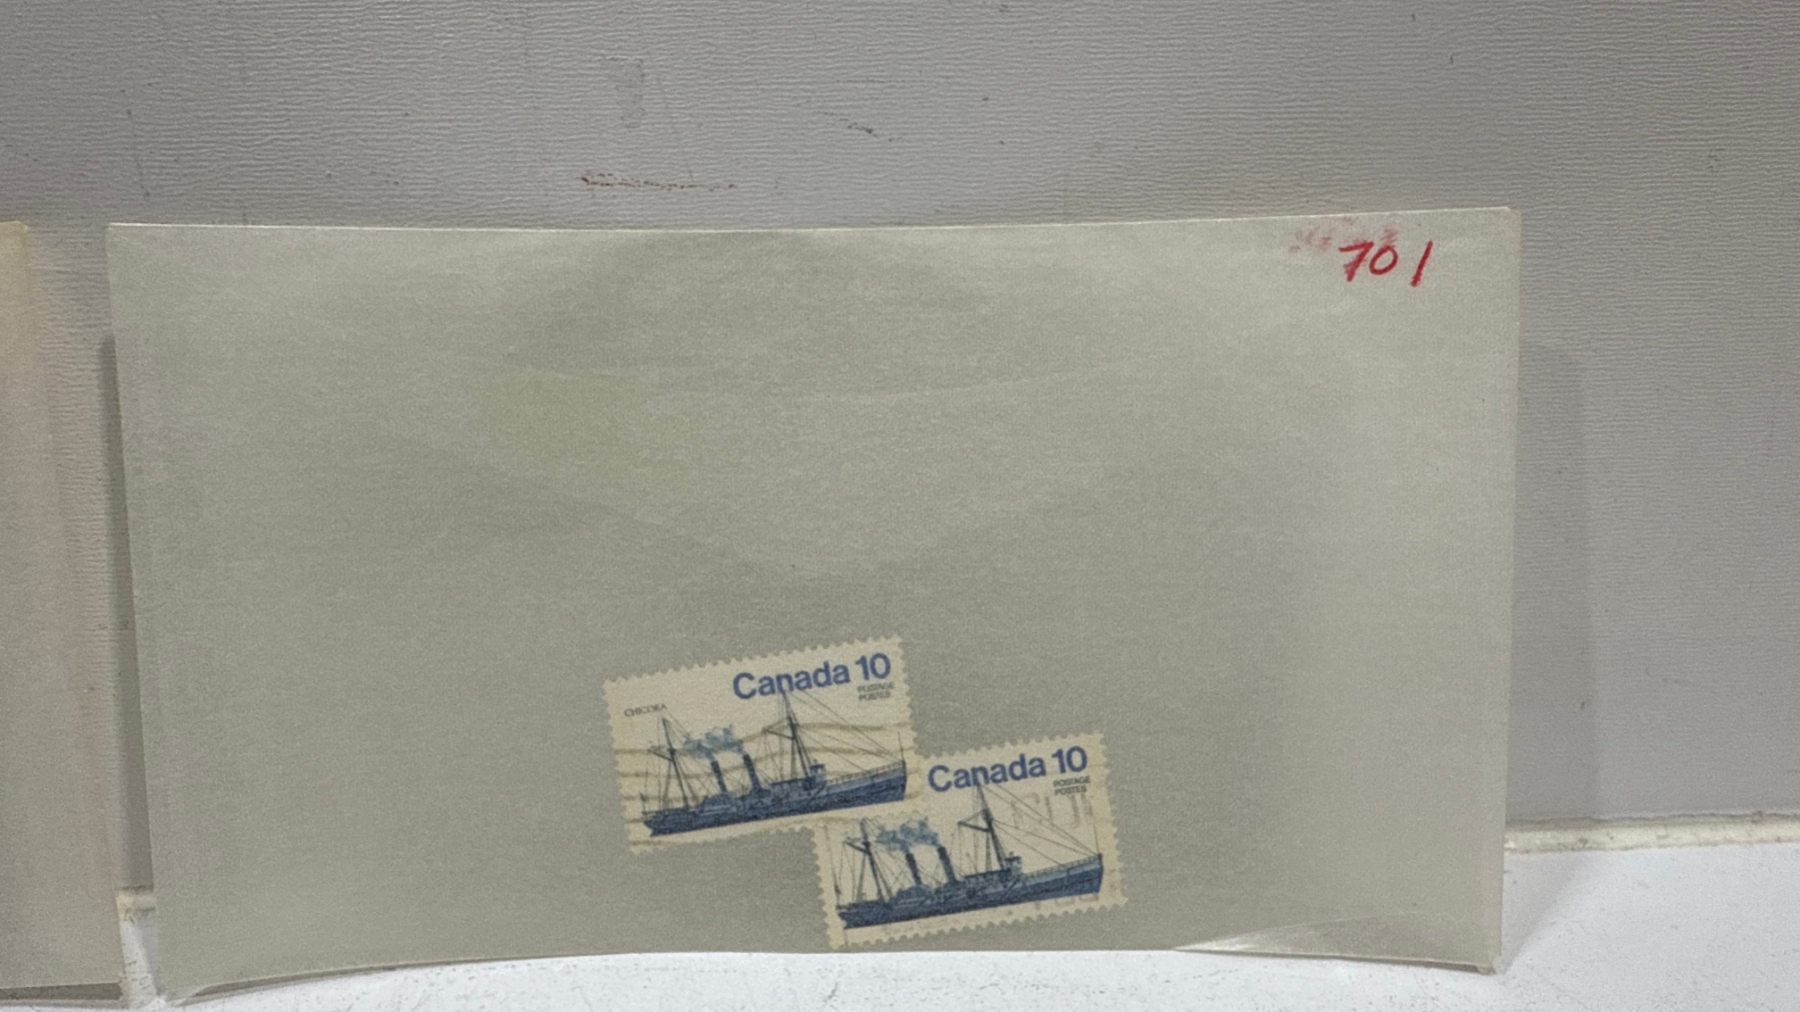 701
Canada 10
POSTAGE
POSTES
CHICORA
Canada 10
POSTAGE
POSTES